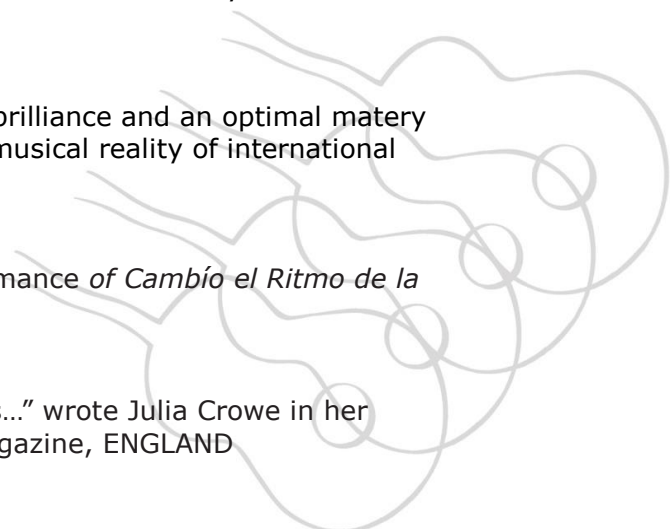 brilliance and an optimal matery
musical reality of international
mance of Cambío el Ritmo de la
…” wrote Julia Crowe in her
gazine, ENGLAND